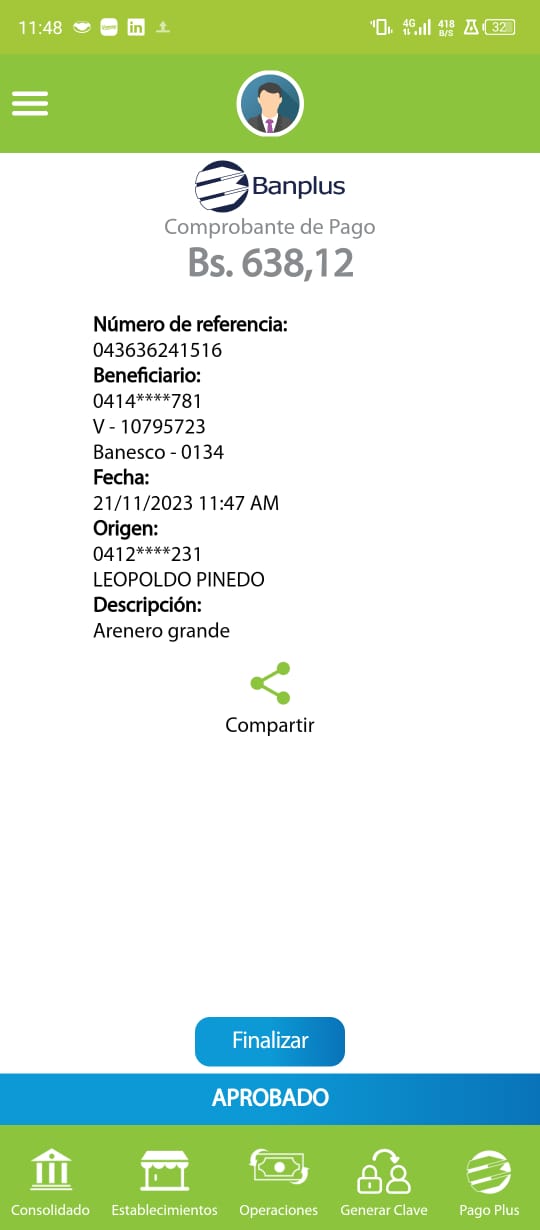 11:48
4G
418
B/S
32
Banplus
Comprobante de Pago
Bs. 638,12
Número de referencia:
043636241516
Beneficiario:
0414****781
V - 10795723
Banesco - 0134
Fecha:
21/11/2023 11:47 AM
Origen:
0412****231
LEOPOLDO PINEDO
Descripción:
Arenero grande
Compartir
Finalizar
APROBADO
Consolidado Establecimientos Operaciones Generar Clave Pago Plus